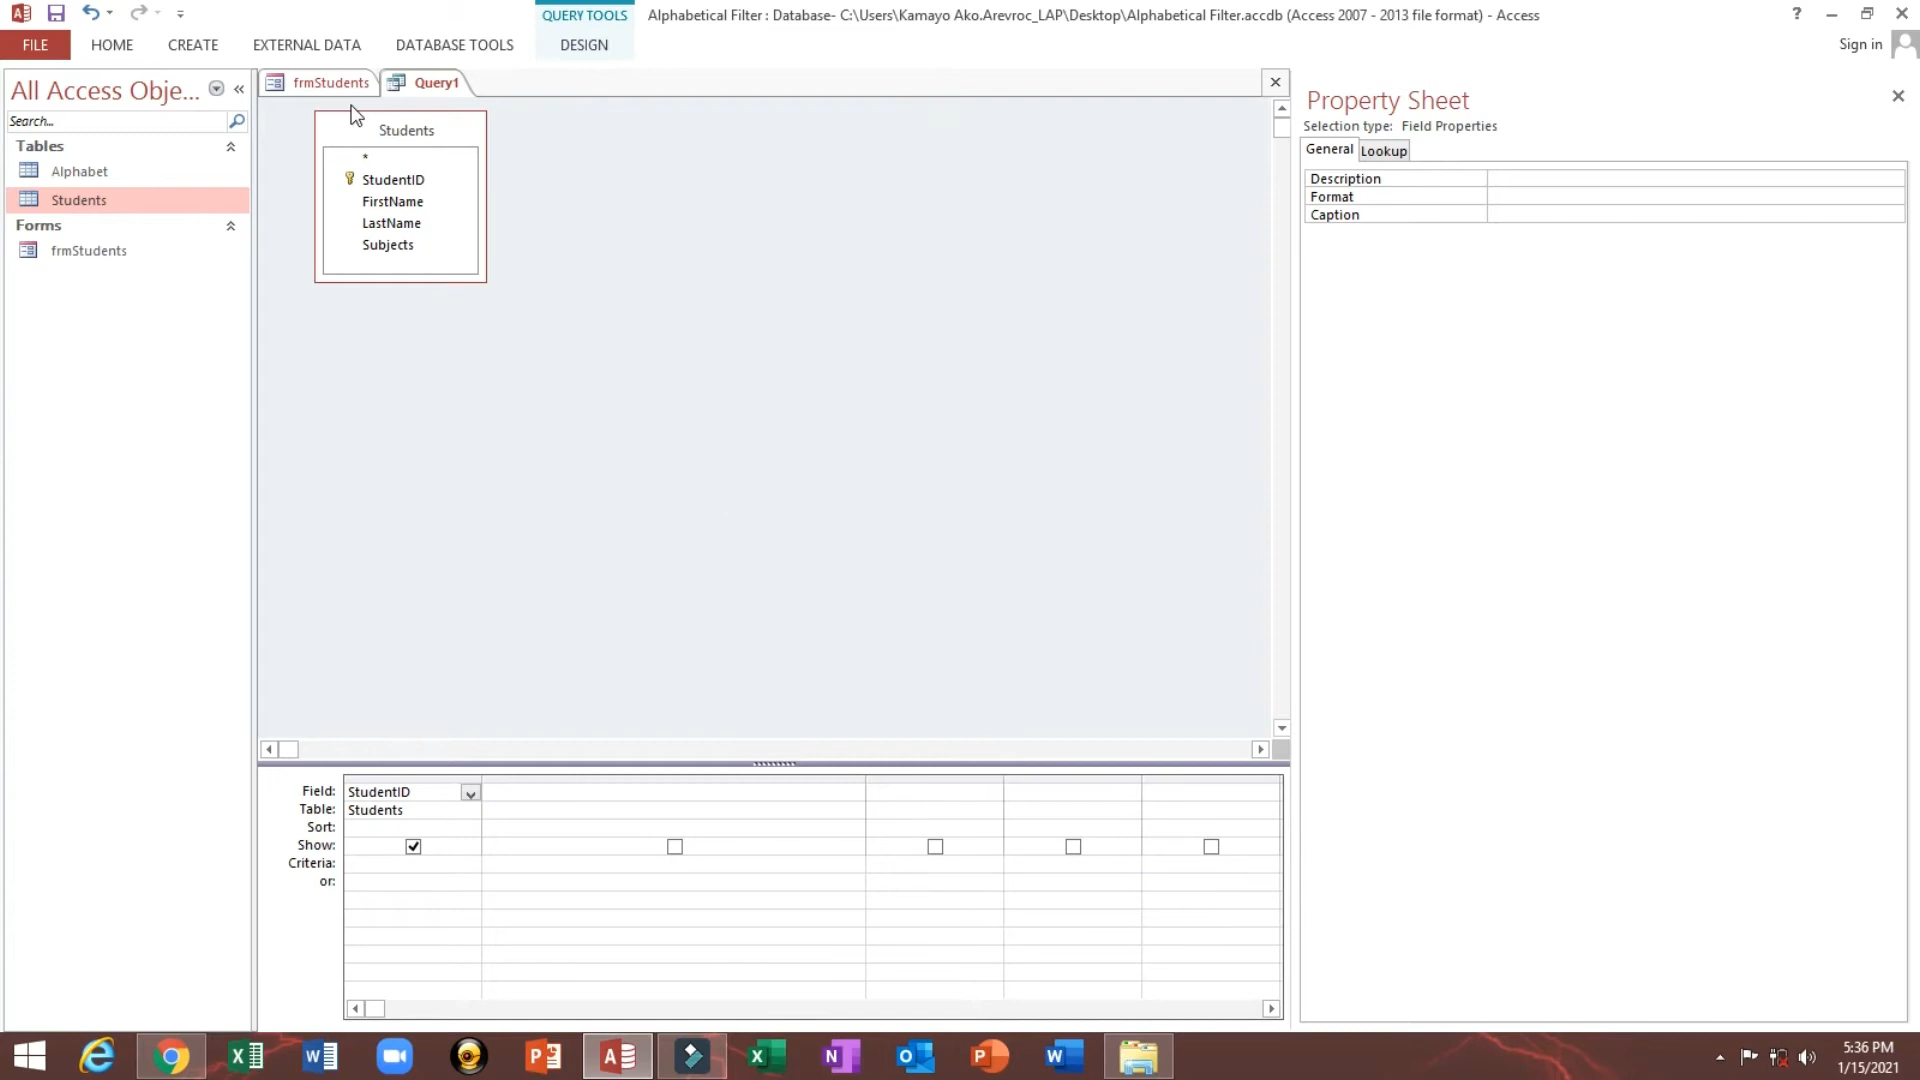 QUERY TOOLS
Alphabetical Filter : Database- C:\Users\Kamayo Ako.Arevroc_LAP\Desktop\Alphabetical Filter.accdb (Access 2007 - 2013 file format) - Access
?
FILE
HOME
CREATE
EXTERNAL DATA
DATABASE TOOLS
DESIGN
Sign in
All Access Obje...
Search...
Tables
Alphabet
Students
Forms
frmStudents
frmStudents
Query1
Students
*
StudentID
FirstName
LastName
Subjects
Property Sheet
Selection type: Field Properties
General
Lookup
Description
Format
Caption
Field: StudentID
Table: Students
Sort:
Show:
Criteria:
or:
5:36 PM
1/15/2021